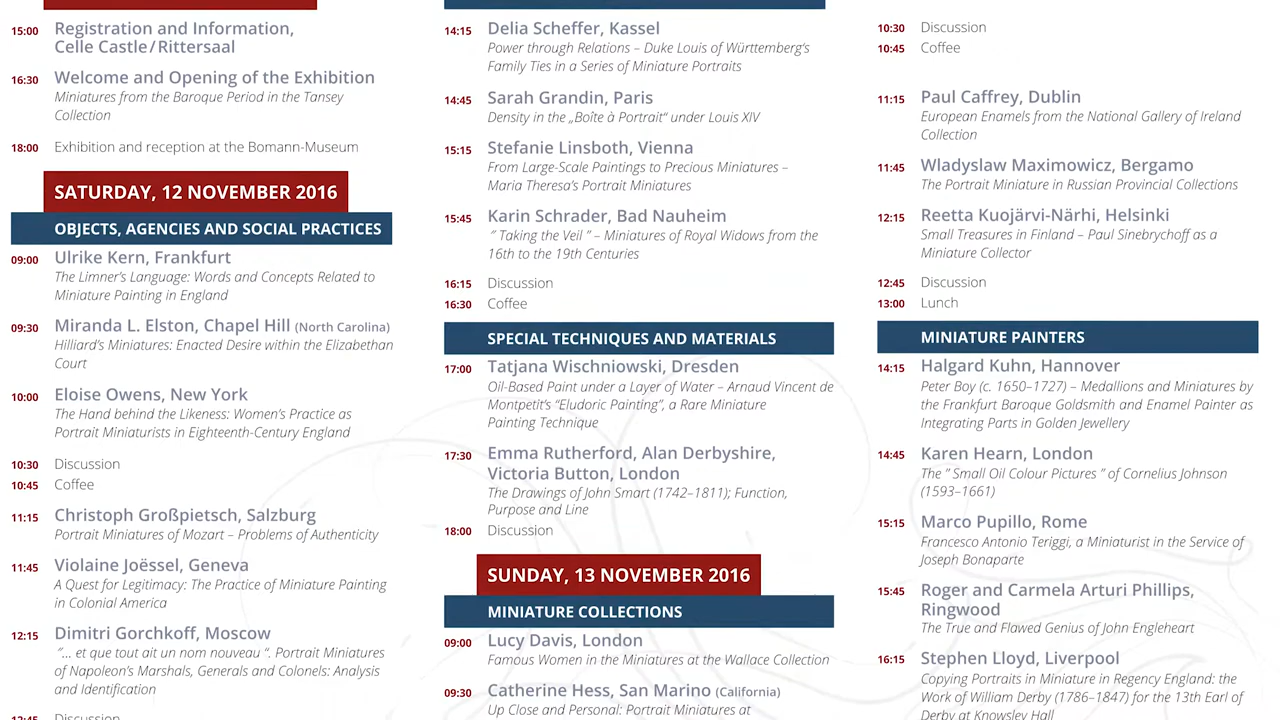 15:00 Registration and Information,
Celle Castle/Rittersaal
16:30 Welcome and Opening of the Exhibition
Miniatures from the Baroque Period in the Tansey
Collection
18:00 Exhibition and reception at the Bomann-Museum
SATURDAY, 12 NOVEMBER 2016
OBJECTS, AGENCIES AND SOCIAL PRACTICES
09:00 Ulrike Kern, Frankfurt
The Limner's Language: Words and Concepts Related to
Miniature Painting in England
09:30 Miranda L. Elston, Chapel Hill (North Carolina)
Hilliard's Miniatures: Enacted Desire within the Elizabethan
Court
10:00 Eloise Owens, New York
The Hand behind the Likeness: Women's Practice as
Portrait Miniaturists in Eighteenth-Century England
10:30 Discussion
10:45 Coffee
11:15 Christoph Großpietsch, Salzburg
Portrait Miniatures of Mozart – Problems of Authenticity
11:45 Violaine Joëssel, Geneva
A Quest for Legitimacy: The Practice of Miniature Painting
in Colonial America
12:15 Dimitri Gorchkoff, Moscow
"... et que tout ait un nom nouveau ". Portrait Miniatures
of Napoleon's Marshals, Generals and Colonels: Analysis
and Identification
12:45 Discussion
14:15 Delia Scheffer, Kassel
Power through Relations – Duke Louis of Württemberg's
Family Ties in a Series of Miniature Portraits
14:45 Sarah Grandin, Paris
Density in the „Boîte à Portrait" under Louis XIV
15:15 Stefanie Linsboth, Vienna
From Large-Scale Paintings to Precious Miniatures –
Maria Theresa's Portrait Miniatures
15:45 Karin Schrader, Bad Nauheim
" Taking the Veil " – Miniatures of Royal Widows from the
16th to the 19th Centuries
16:15 Discussion
16:30 Coffee
SPECIAL TECHNIQUES AND MATERIALS
17:00 Tatjana Wischniowski, Dresden
Oil-Based Paint under a Layer of Water – Arnaud Vincent de
Montpetit's "Eludoric Painting", a Rare Miniature
Painting Technique
17:30 Emma Rutherford, Alan Derbyshire,
Victoria Button, London
The Drawings of John Smart (1742–1811); Function,
Purpose and Line
18:00 Discussion
SUNDAY, 13 NOVEMBER 2016
MINIATURE COLLECTIONS
09:00 Lucy Davis, London
Famous Women in the Miniatures at the Wallace Collection
09:30 Catherine Hess, San Marino (California)
Up Close and Personal: Portrait Miniatures at
10:30 Discussion
10:45 Coffee
11:15 Paul Caffrey, Dublin
European Enamels from the National Gallery of Ireland
Collection
11:45 Wladyslaw Maximowicz, Bergamo
The Portrait Miniature in Russian Provincial Collections
12:15 Reetta Kuojärvi-Närhi, Helsinki
Small Treasures in Finland – Paul Sinebrychoff as a
Miniature Collector
12:45 Discussion
13:00 Lunch
MINIATURE PAINTERS
14:15 Halgard Kuhn, Hannover
Peter Boy (c. 1650–1727) – Medallions and Miniatures by
the Frankfurt Baroque Goldsmith and Enamel Painter as
Integrating Parts in Golden Jewellery
14:45 Karen Hearn, London
The " Small Oil Colour Pictures " of Cornelius Johnson
(1593–1661)
15:15 Marco Pupillo, Rome
Francesco Antonio Teriggi, a Miniaturist in the Service of
Joseph Bonaparte
15:45 Roger and Carmela Arturi Phillips,
Ringwood
The True and Flawed Genius of John Engleheart
16:15 Stephen Lloyd, Liverpool
Copying Portraits in Miniature in Regency England: the
Work of William Derby (1786–1847) for the 13th Earl of
Derby at Knowsley Hall